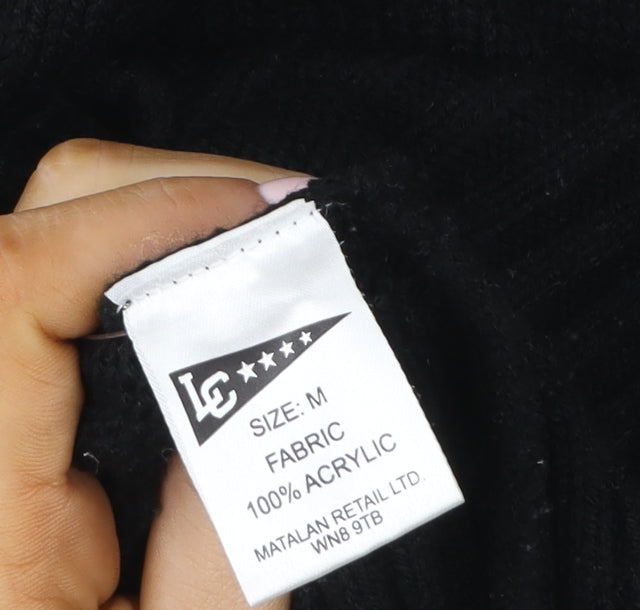 LC
SIZE: M
FABRIC
100% ACRYLIC
MATALAN RETAIL LTD.
WN8 9TB